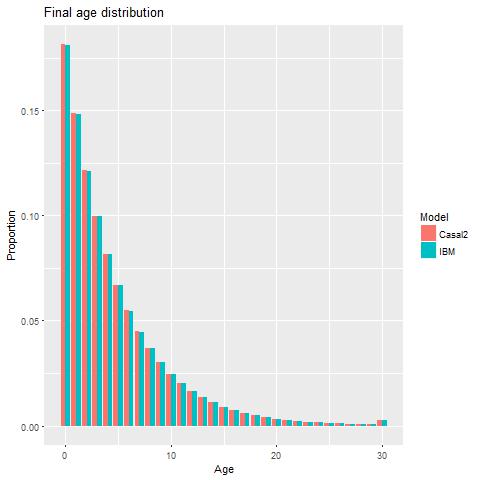 Final age distribution
Proportion
0.15
0.10
0.05
0.00
0
10
20
30
Age
Model
Casal2
IBM